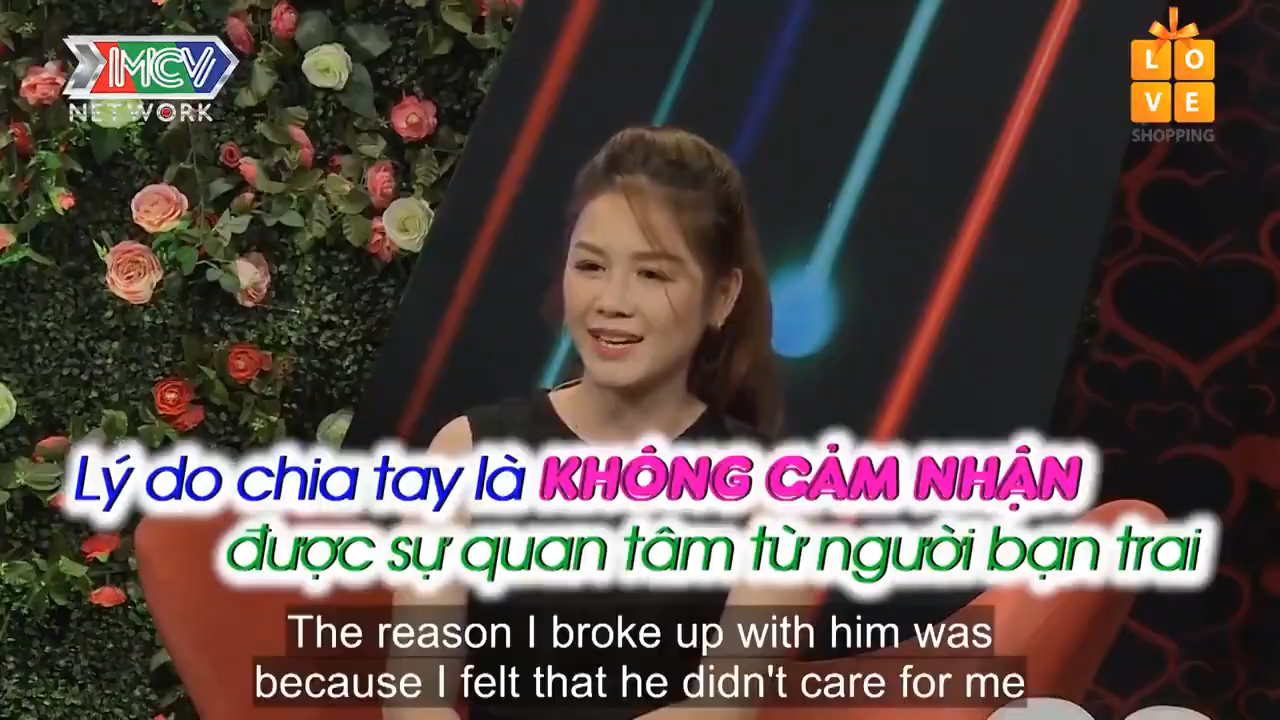 MCV
NETWORK
L O
V E
SHOPPING
Lý do chia tay là KHÔNG CẢM NHẬN
được sự quan tâm từ người bạn trai
The reason I broke up with him was
because I felt that he didn't care for me